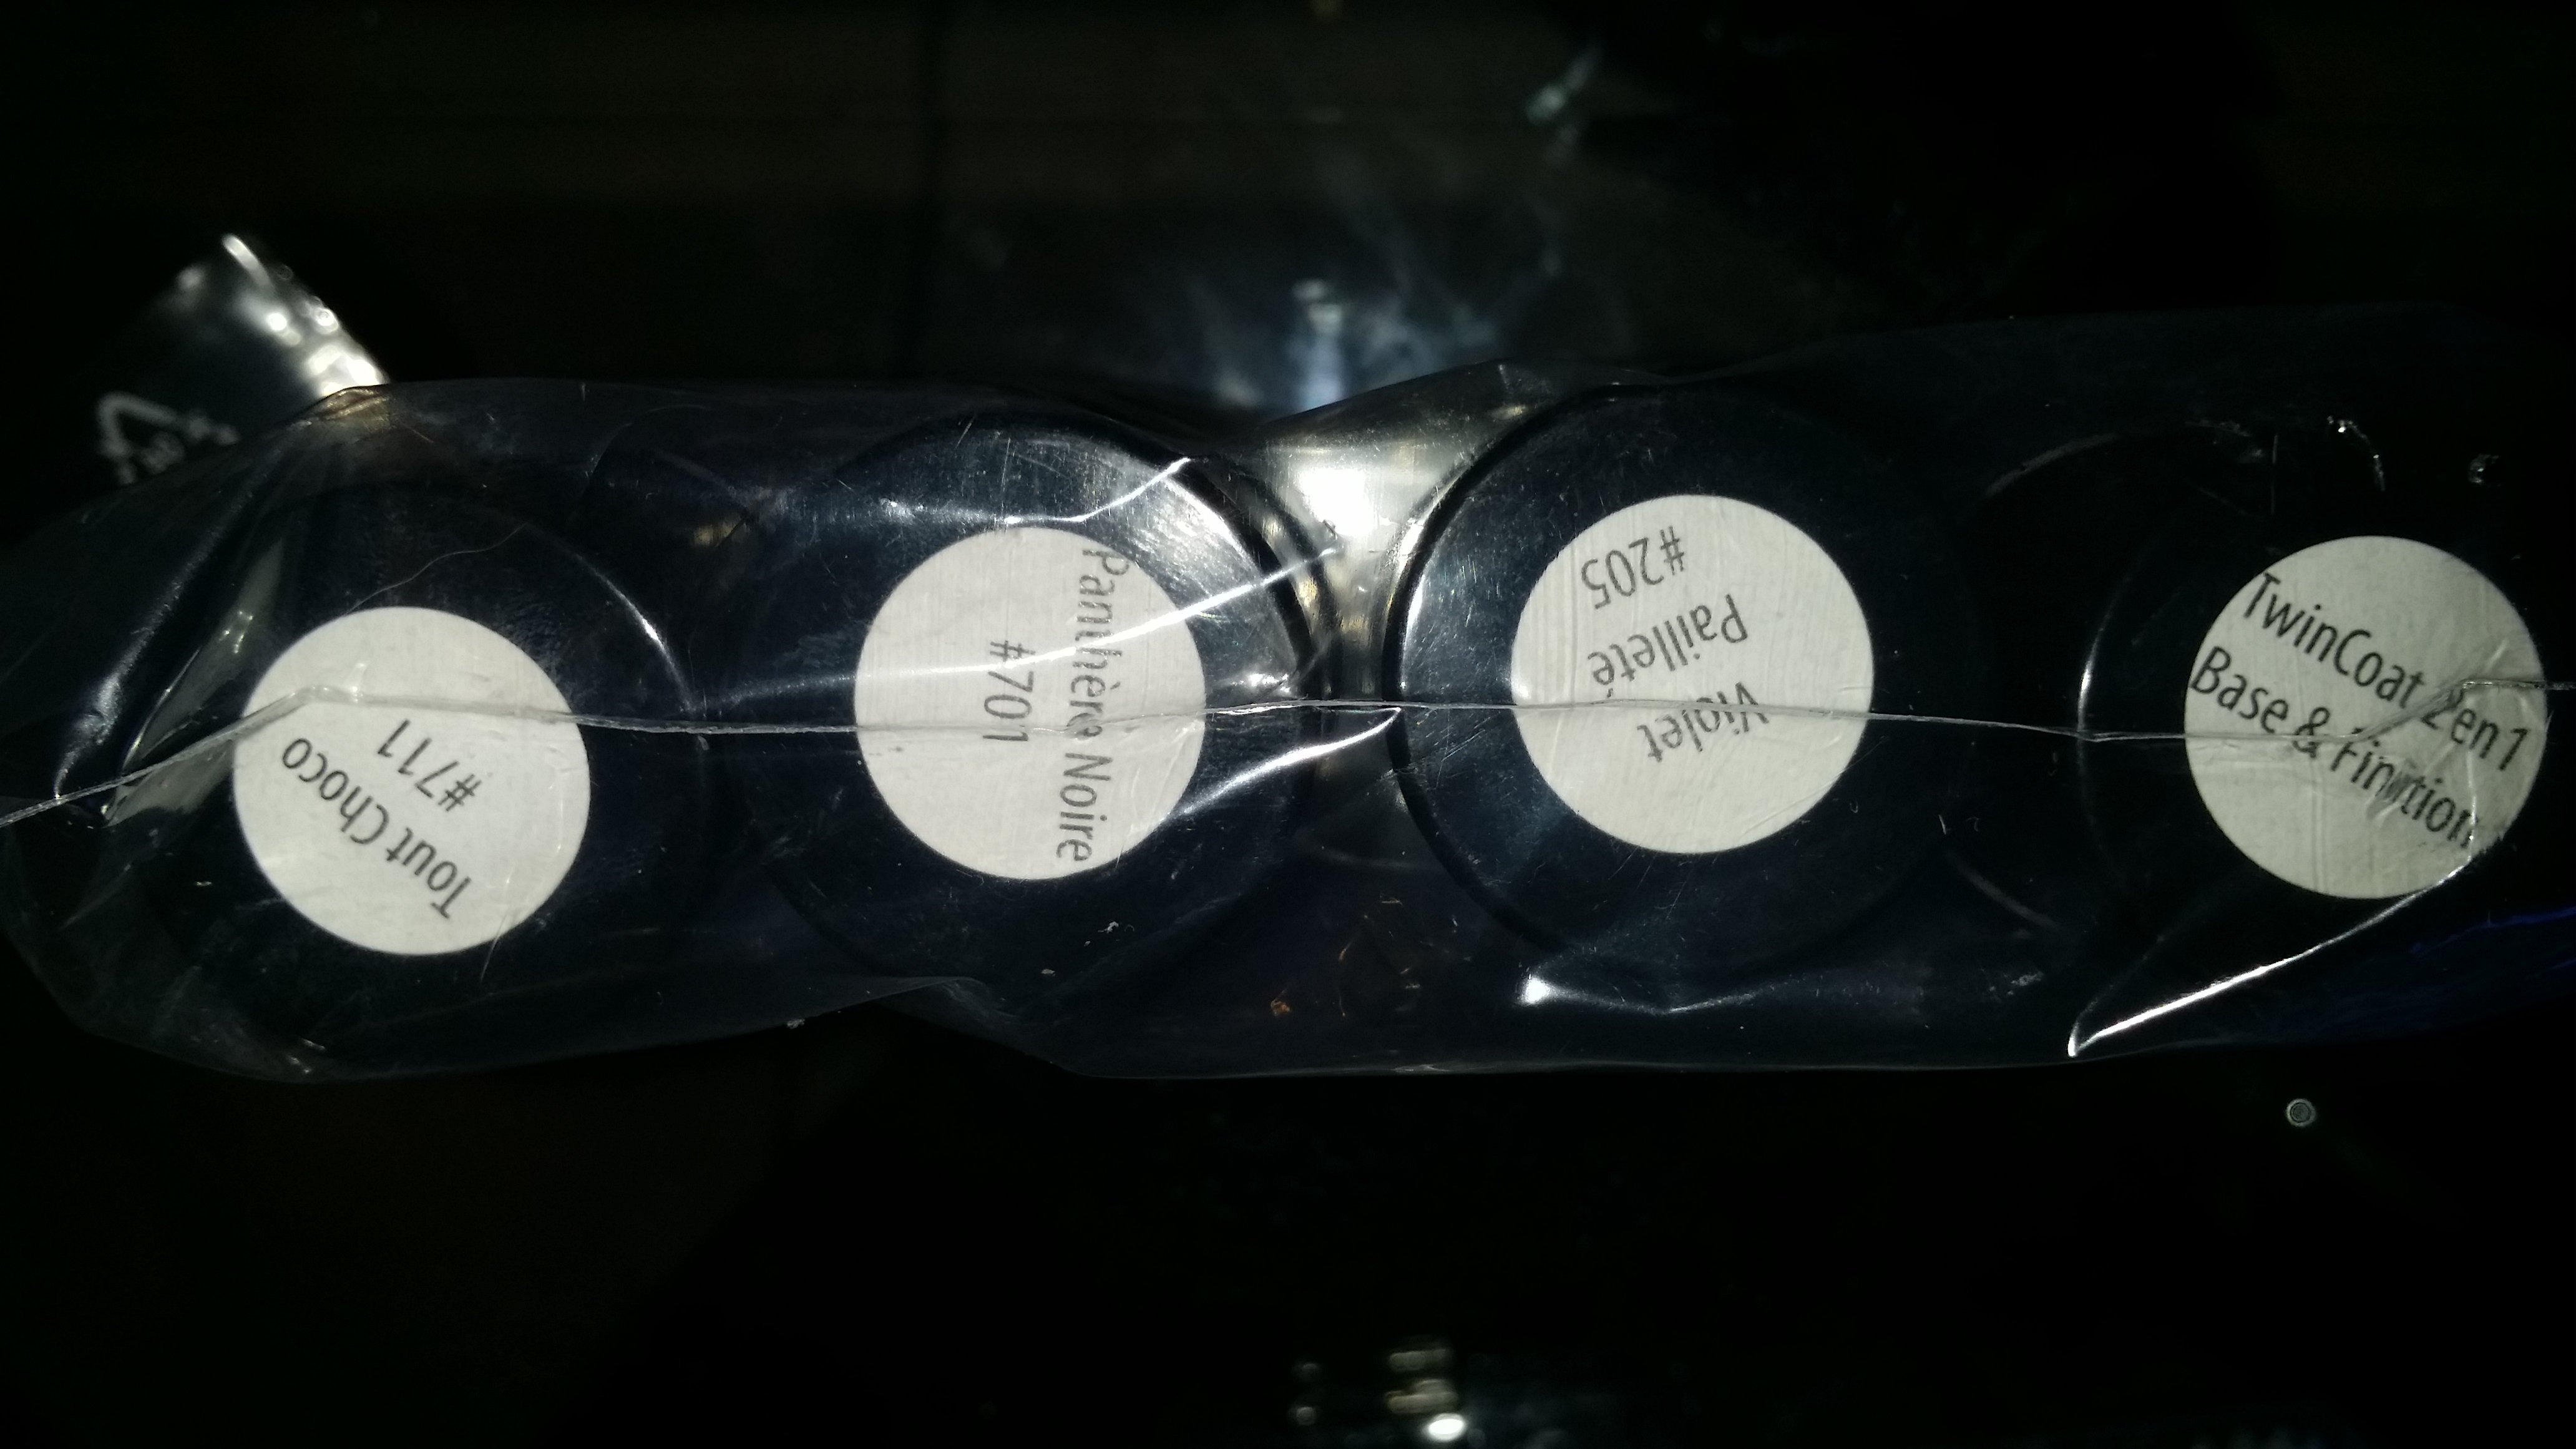 Tout Choco
#711
Panthère Noire
#701
Violet
Pailleté
#205
TwinCoat 2en1
Base & Finition